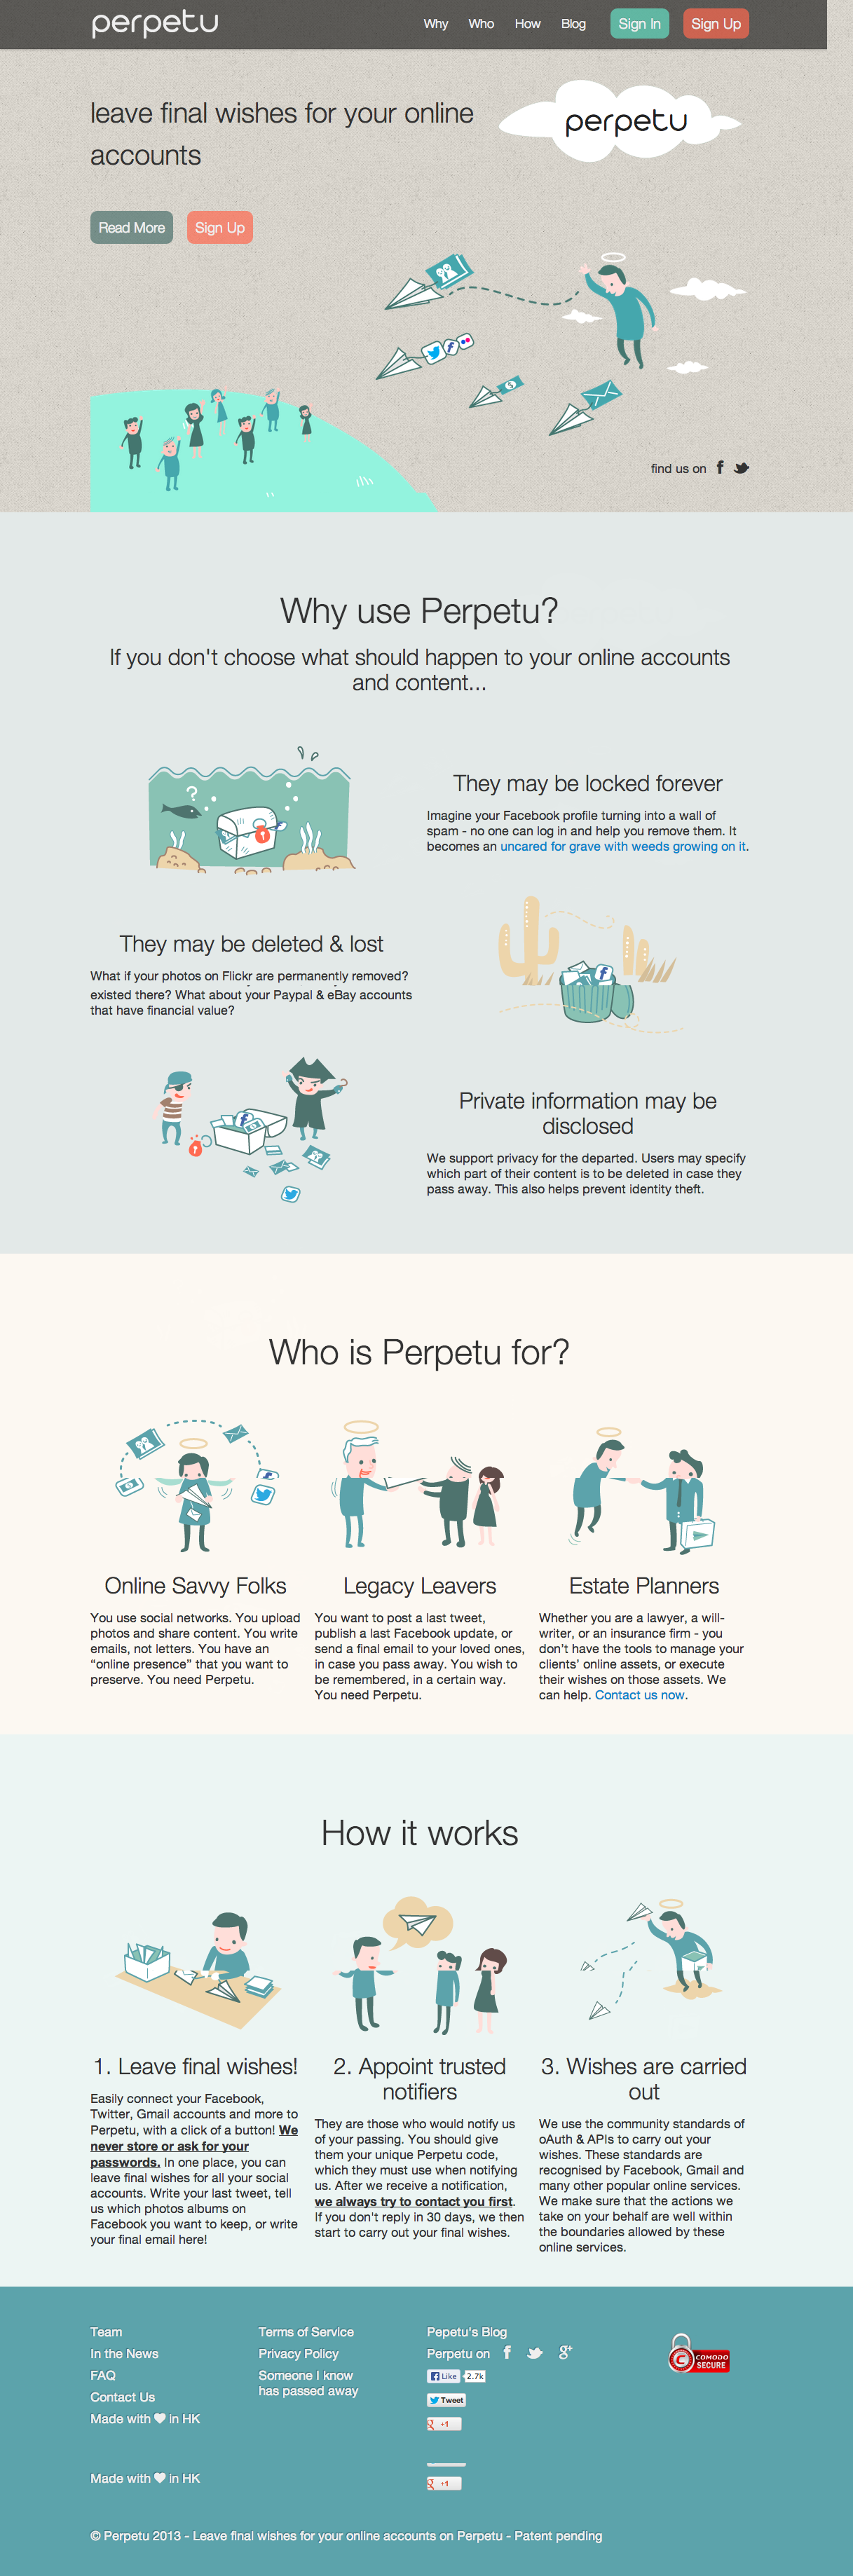 perpetu
Why Who How Blog Sign In Sign Up
leave final wishes for your online
accounts
perpetu
Read More Sign Up
find us on
Why use Perpetu?
If you don't choose what should happen to your online accounts
and content...
They may be locked forever
Imagine your Facebook profile turning into a wall of
spam - no one can log in and help you remove them. It
becomes an uncared for grave with weeds growing on it.
They may be deleted & lost
What if your photos on Flickr are permanently removed?
existed there? What about your Paypal & eBay accounts
that have financial value?
Private information may be
disclosed
We support privacy for the departed. Users may specify
which part of their content is to be deleted in case they
pass away. This also helps prevent identity theft.
Who is Perpetu for?
Online Savvy Folks
You use social networks. You upload
photos and share content. You write
emails, not letters. You have an
“online presence” that you want to
preserve. You need Perpetu.
Legacy Leavers
You want to post a last tweet,
publish a last Facebook update, or
send a final email to your loved ones,
in case you pass away. You wish to
be remembered, in a certain way.
You need Perpetu.
Estate Planners
Whether you are a lawyer, a will-
writer, or an insurance firm - you
don’t have the tools to manage your
clients’ online assets, or execute
their wishes on those assets. We
can help. Contact us now.
How it works
1. Leave final wishes!
Easily connect your Facebook,
Twitter, Gmail accounts and more to
Perpetu, with a click of a button! We
never store or ask for your
passwords. In one place, you can
leave final wishes for all your social
accounts. Write your last tweet, tell
us which photos albums on
Facebook you want to keep, or write
your final email here!
2. Appoint trusted
notifiers
They are those who would notify us
of your passing. You should give
them your unique Perpetu code,
which they must use when notifying
us. After we receive a notification,
we always try to contact you first.
If you don't reply in 30 days, we then
start to carry out your final wishes.
3. Wishes are carried
out
We use the community standards of
oAuth & APIs to carry out your
wishes. These standards are
recognised by Facebook, Gmail and
many other popular online services.
We make sure that the actions we
take on your behalf are well within
the boundaries allowed by these
online services.
Team
In the News
FAQ
Contact Us
Made with in HK
Terms of Service
Privacy Policy
Someone I know
has passed away
Pepetu's Blog
Perpetu on
Like 2.7k
Tweet
+1
COMODO
SECURE
Made with in HK
+1
© Perpetu 2013 - Leave final wishes for your online accounts on Perpetu - Patent pending